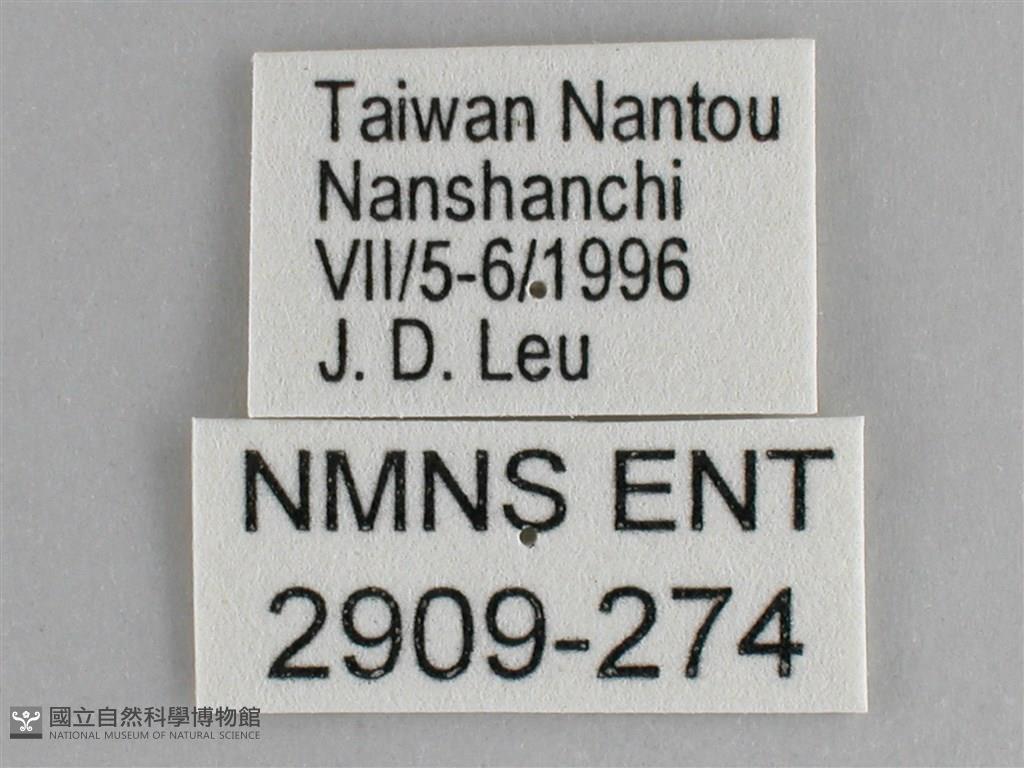 Taiwan Nantou
Nanshanchi
VII/5-6/1996
J. D. Leu
NMNS ENT
2909-274
國立自然科學博物館
NATIONAL MUSEUM OF NATURAL SCIENCE